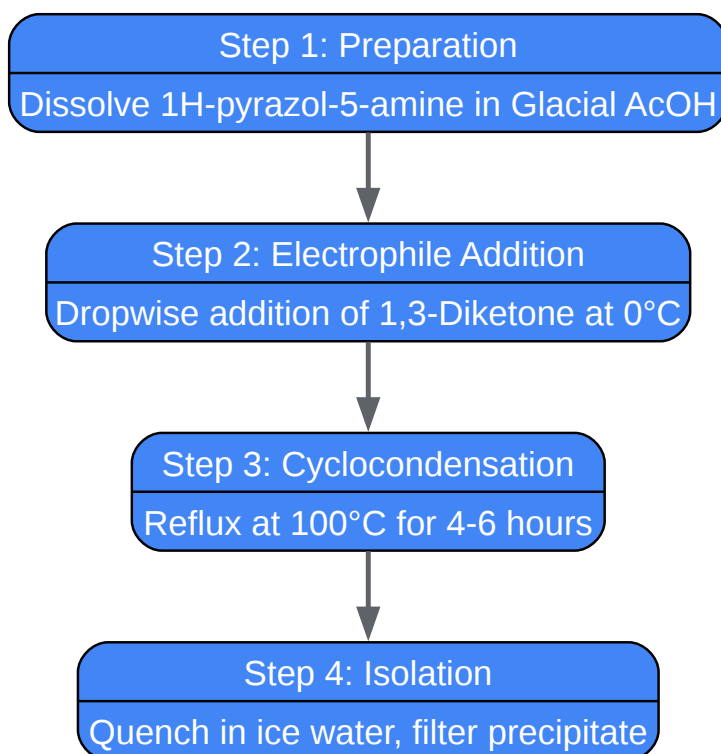 Step 1: Preparation
Dissolve 1H-pyrazol-5-amine in Glacial AcOH
Step 2: Electrophile Addition
Dropwise addition of 1,3-Diketone at 0°C
Step 3: Cyclocondensation
Reflux at 100°C for 4-6 hours
Step 4: Isolation
Quench in ice water, filter precipitate